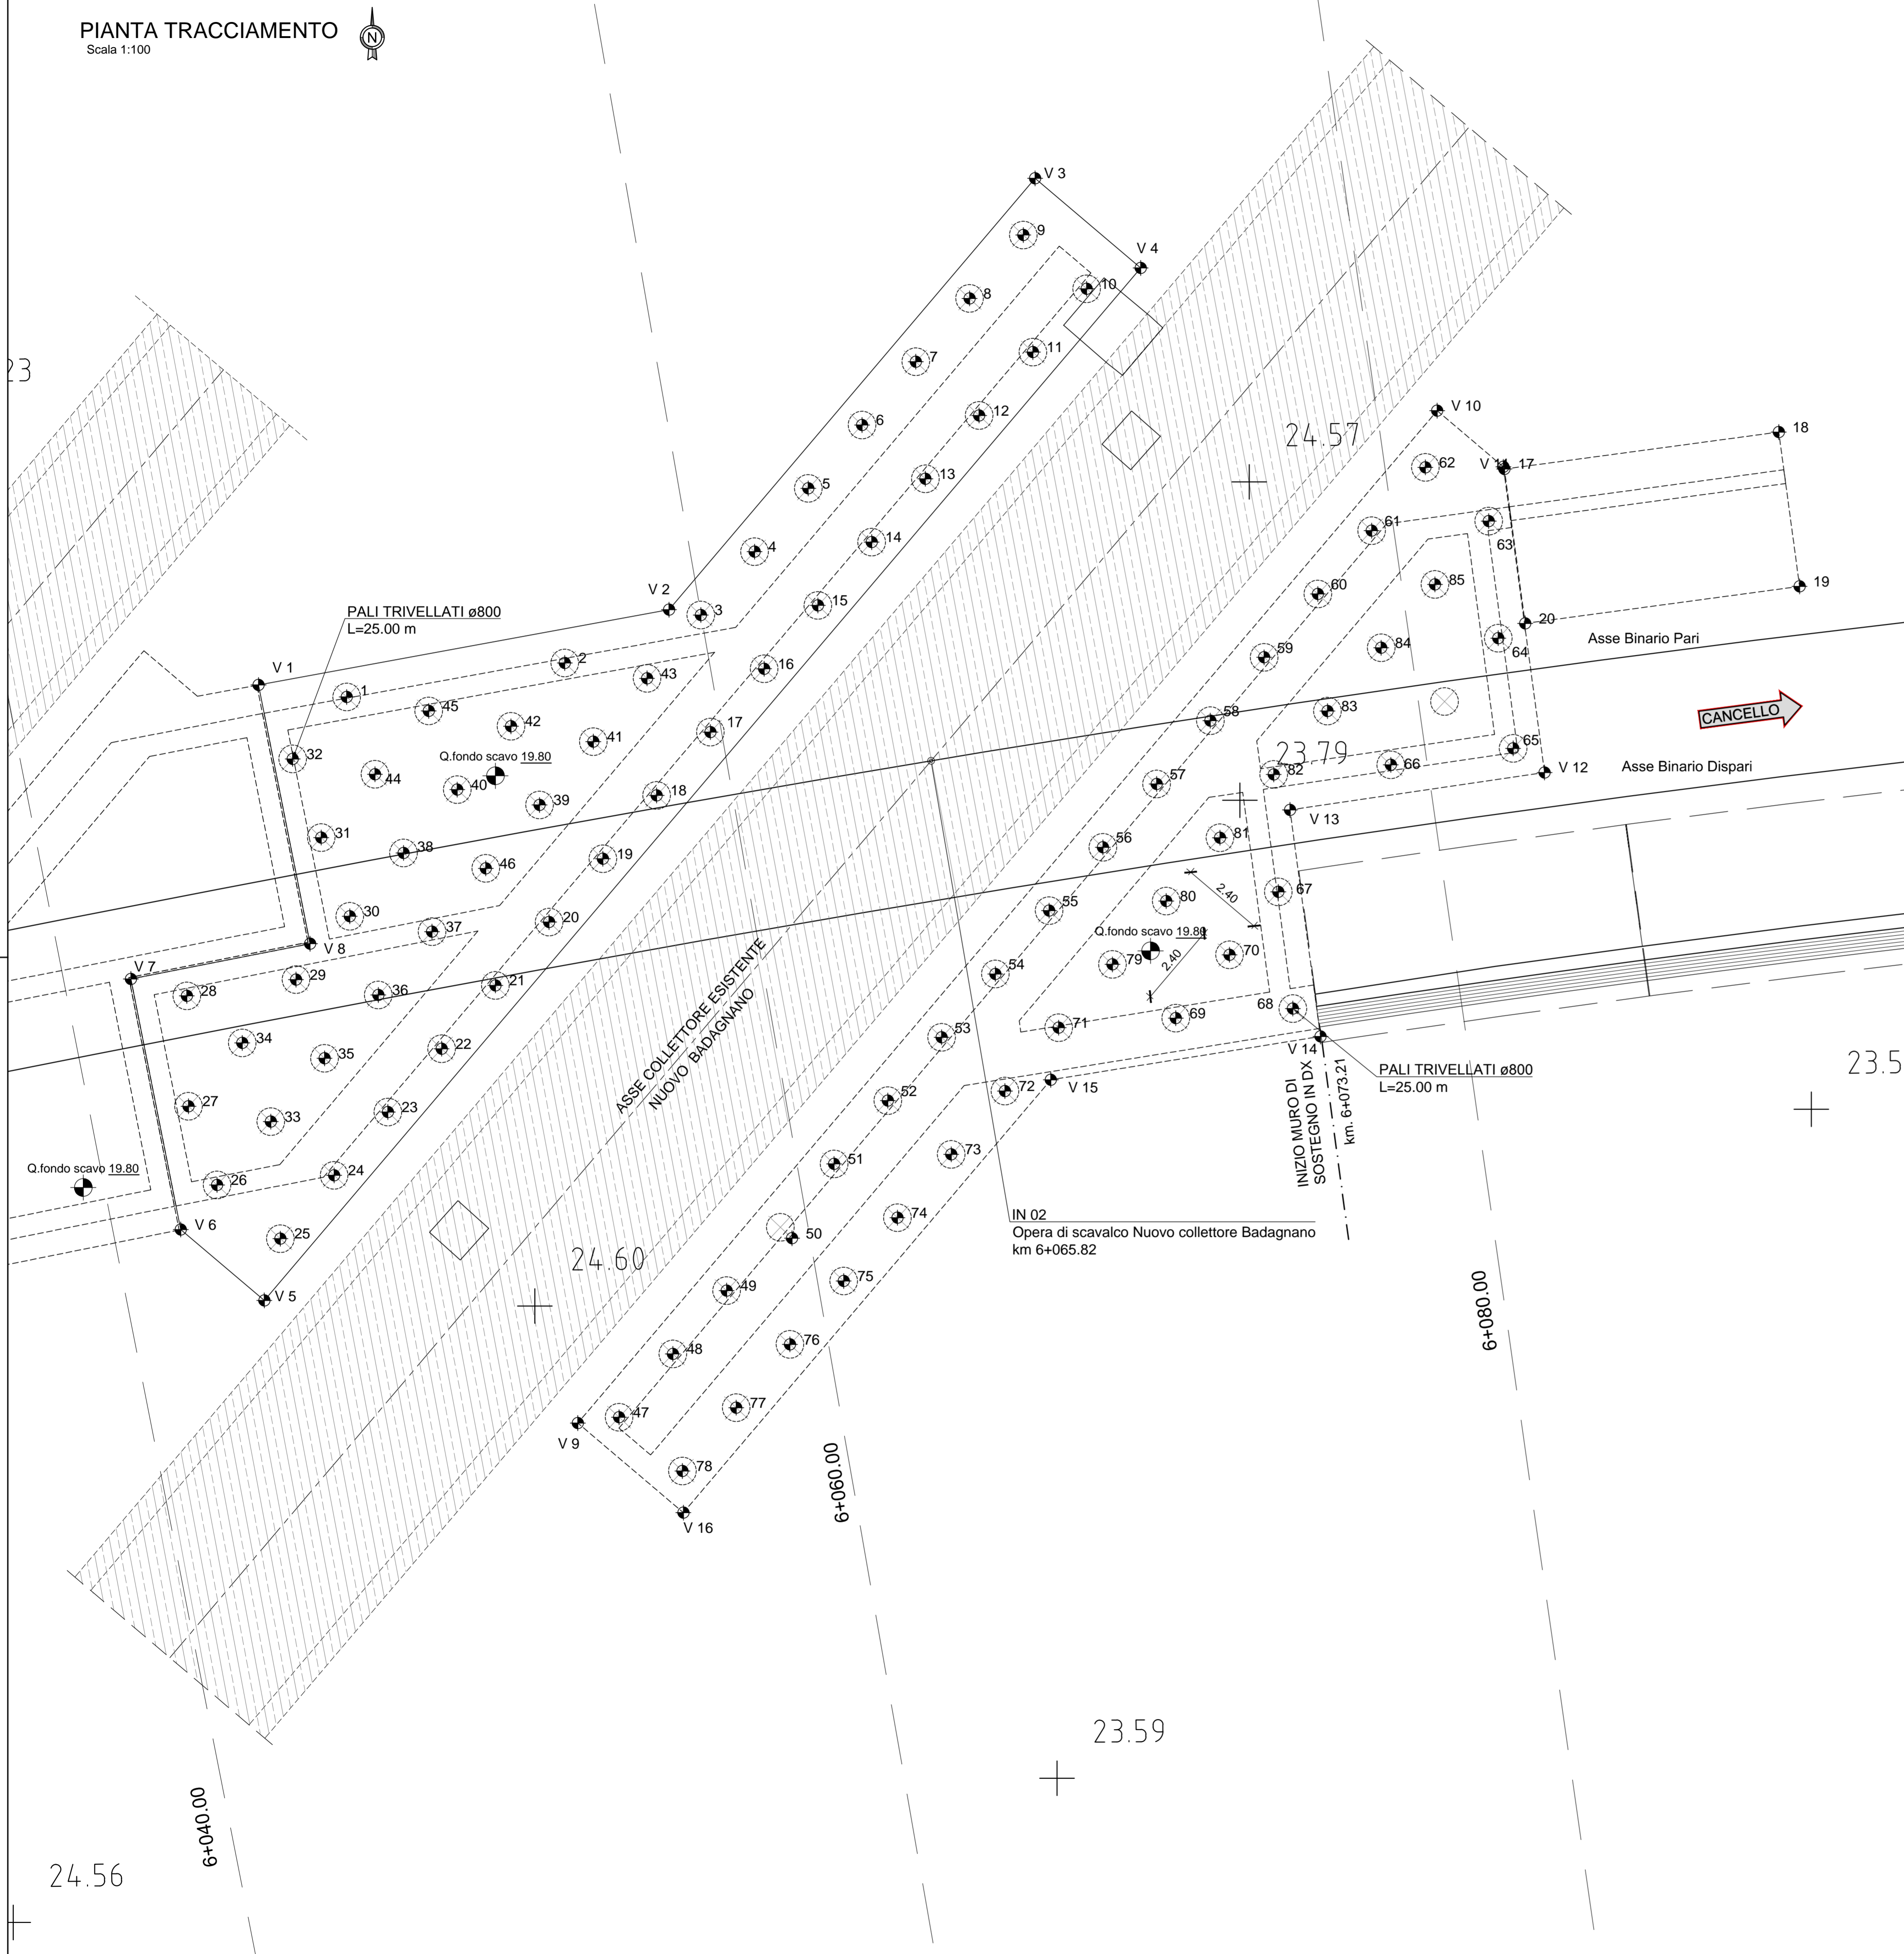 PIANTA TRACCIAMENTO
N
Scala 1:100
V 3
9
V 4
8
10
11
7
23
12
6
V 10
18
24.57
13
62
V 11
17
5
61
14
63
4
60
85
19
15
V 2
3
PALI TRIVELLATI ø800
L=25.00 m
20
64
Asse Binario Pari
84
59
2
16
V 1
43
1
45
83
58
CANCELLO
42
17
41
65
Q.fondo scavo 19.80
32
23.79
66
V 12
Asse Binario Dispari
44
82
40
57
18
39
V 13
31
81
38
56
19
46
2.40
67
80
30
55
20
37
Q.fondo scavo 19.80
V 8
ASSE COLLETTORE ESISTENTE
NUOVO BADAGNANO
70
V 7
79
2.40
29
54
21
28
36
68
69
71
53
34
22
V 14
35
PALI TRIVELLATI ø800
L=25.00 m
23.5
V 15
72
52
27
23
33
INIZIO MURO DI
SOSTEGNO IN DX
km. 6+073.21
73
51
Q.fondo scavo 19.80
24
26
IN 02
Opera di scavalco Nuovo collettore Badagnano
km 6+065.82
74
V 6
25
50
24.60
75
49
V 5
6+080.00
76
48
77
47
V 9
78
6+060.00
V 16
23.59
6+040.00
24.56